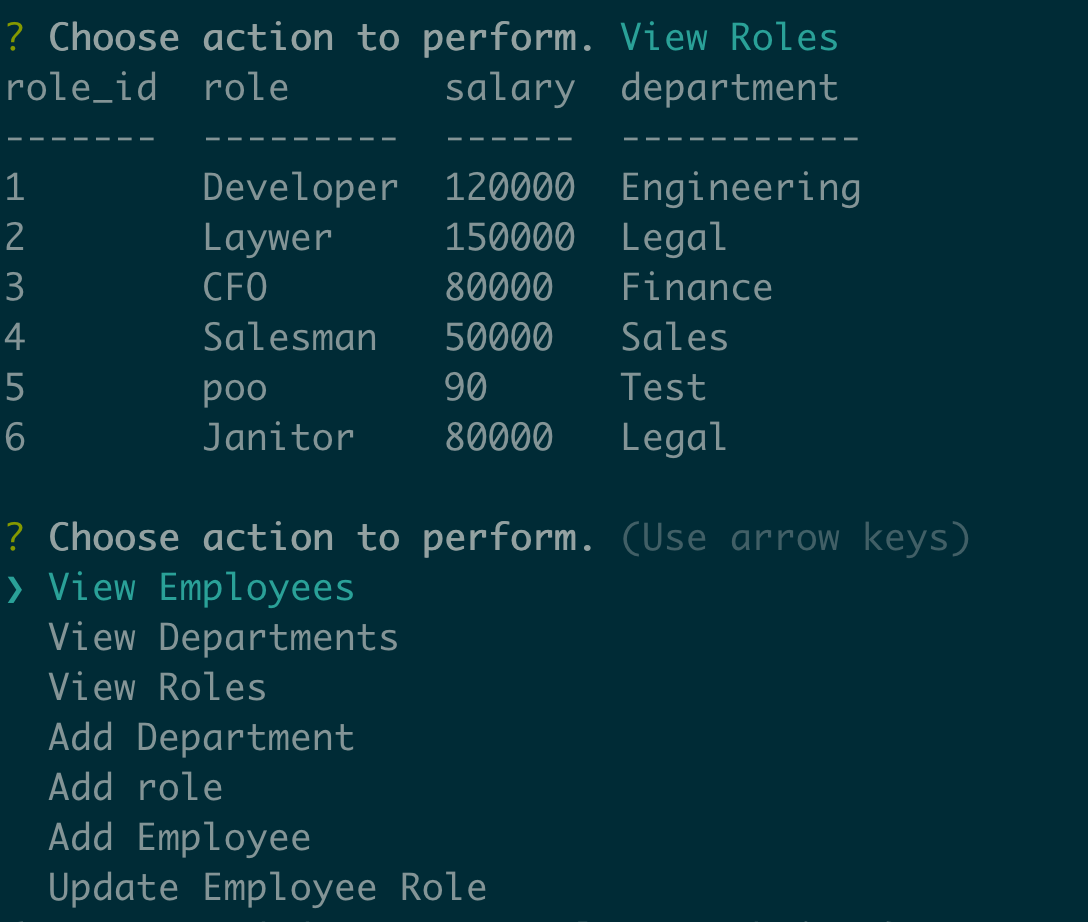 ? Choose action to perform. View Roles
role_id  role       salary  department
-------  ---------  ------  -----------
1        Developer  120000  Engineering
2        Laywer     150000  Legal
3        CFO        80000   Finance
4        Salesman   50000   Sales
5        poo        90      Test
6        Janitor    80000   Legal
? Choose action to perform. (Use arrow keys)
❯ View Employees
  View Departments
  View Roles
  Add Department
  Add role
  Add Employee
  Update Employee Role